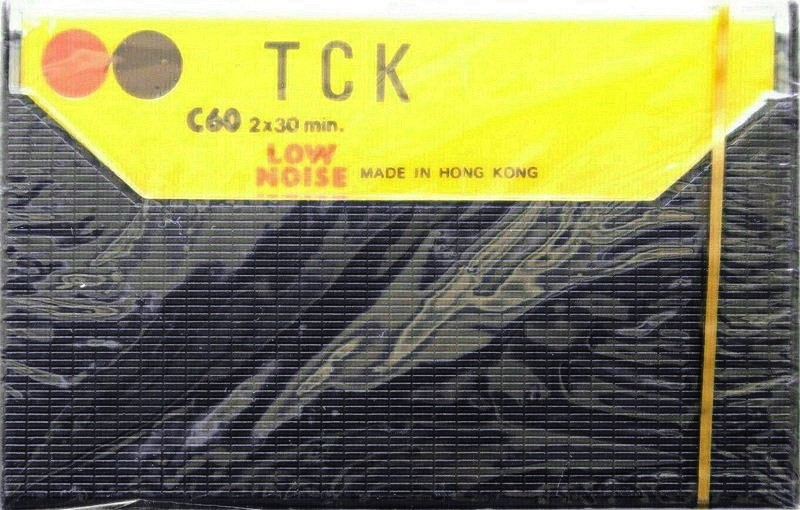 TCK
C60 2x30 min.
LOW
NOISE MADE IN HONG KONG